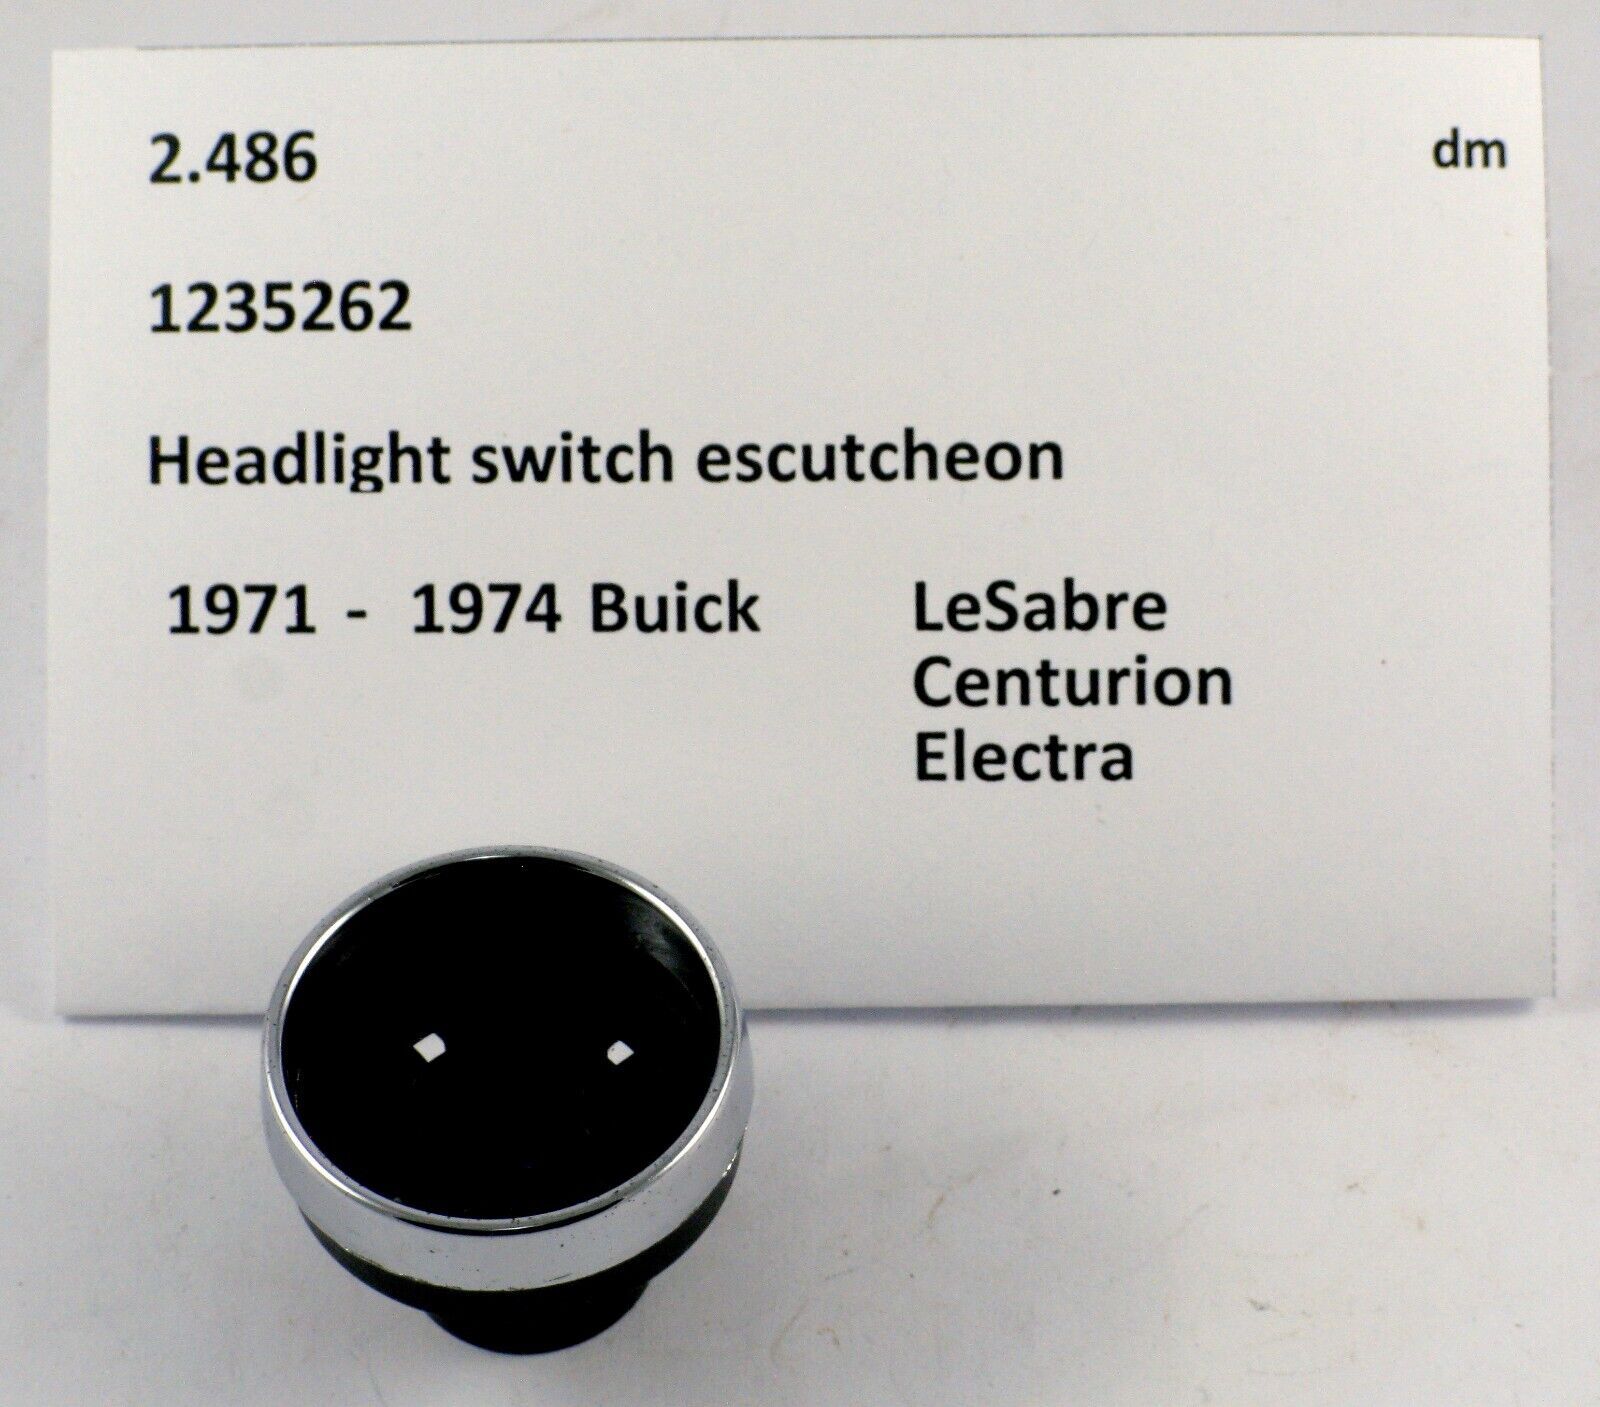 2.486 dm
1235262
Headlight switch escutcheon
1971 - 1974 Buick LeSabre
Centurion
Electra